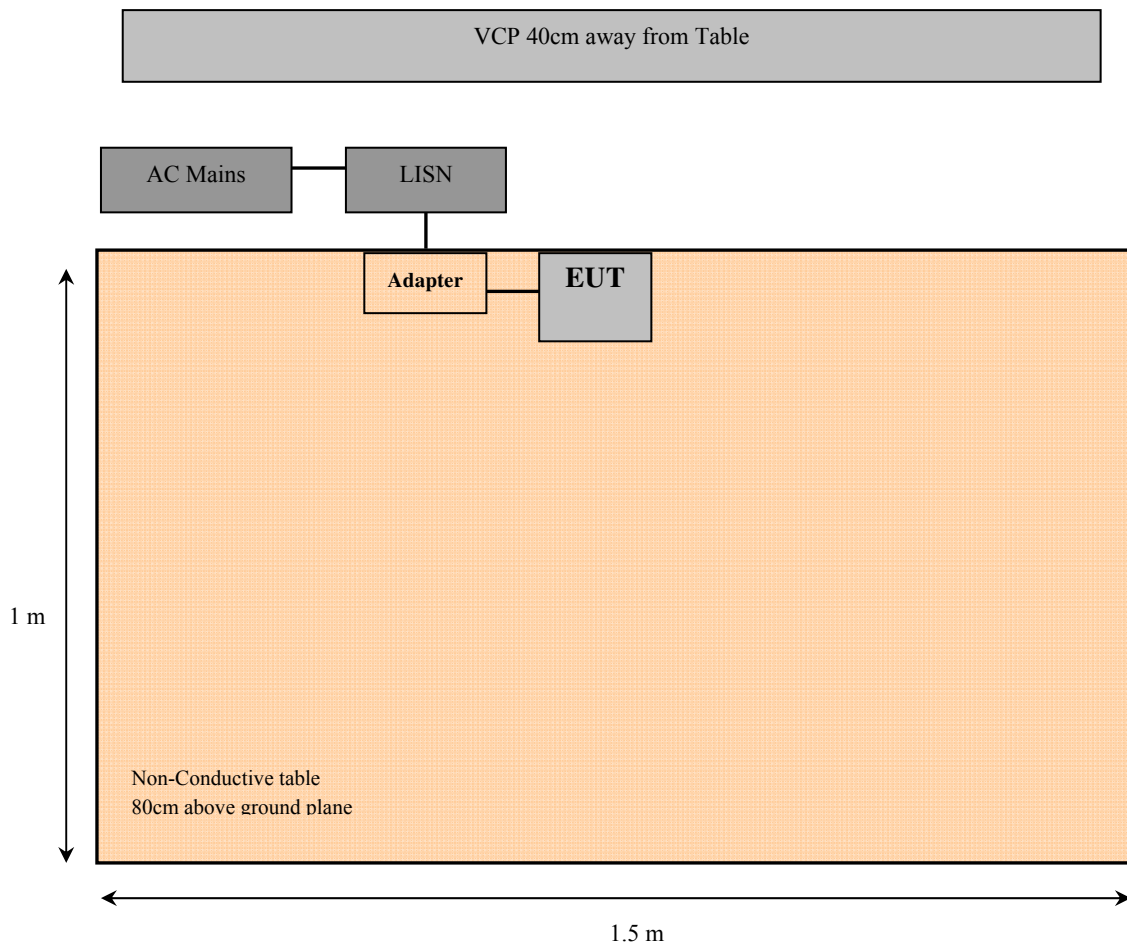 VCP 40cm away from Table
AC Mains
LISN
Adapter
EUT
1 m
Non-Conductive table
80cm above ground plane
1.5 m